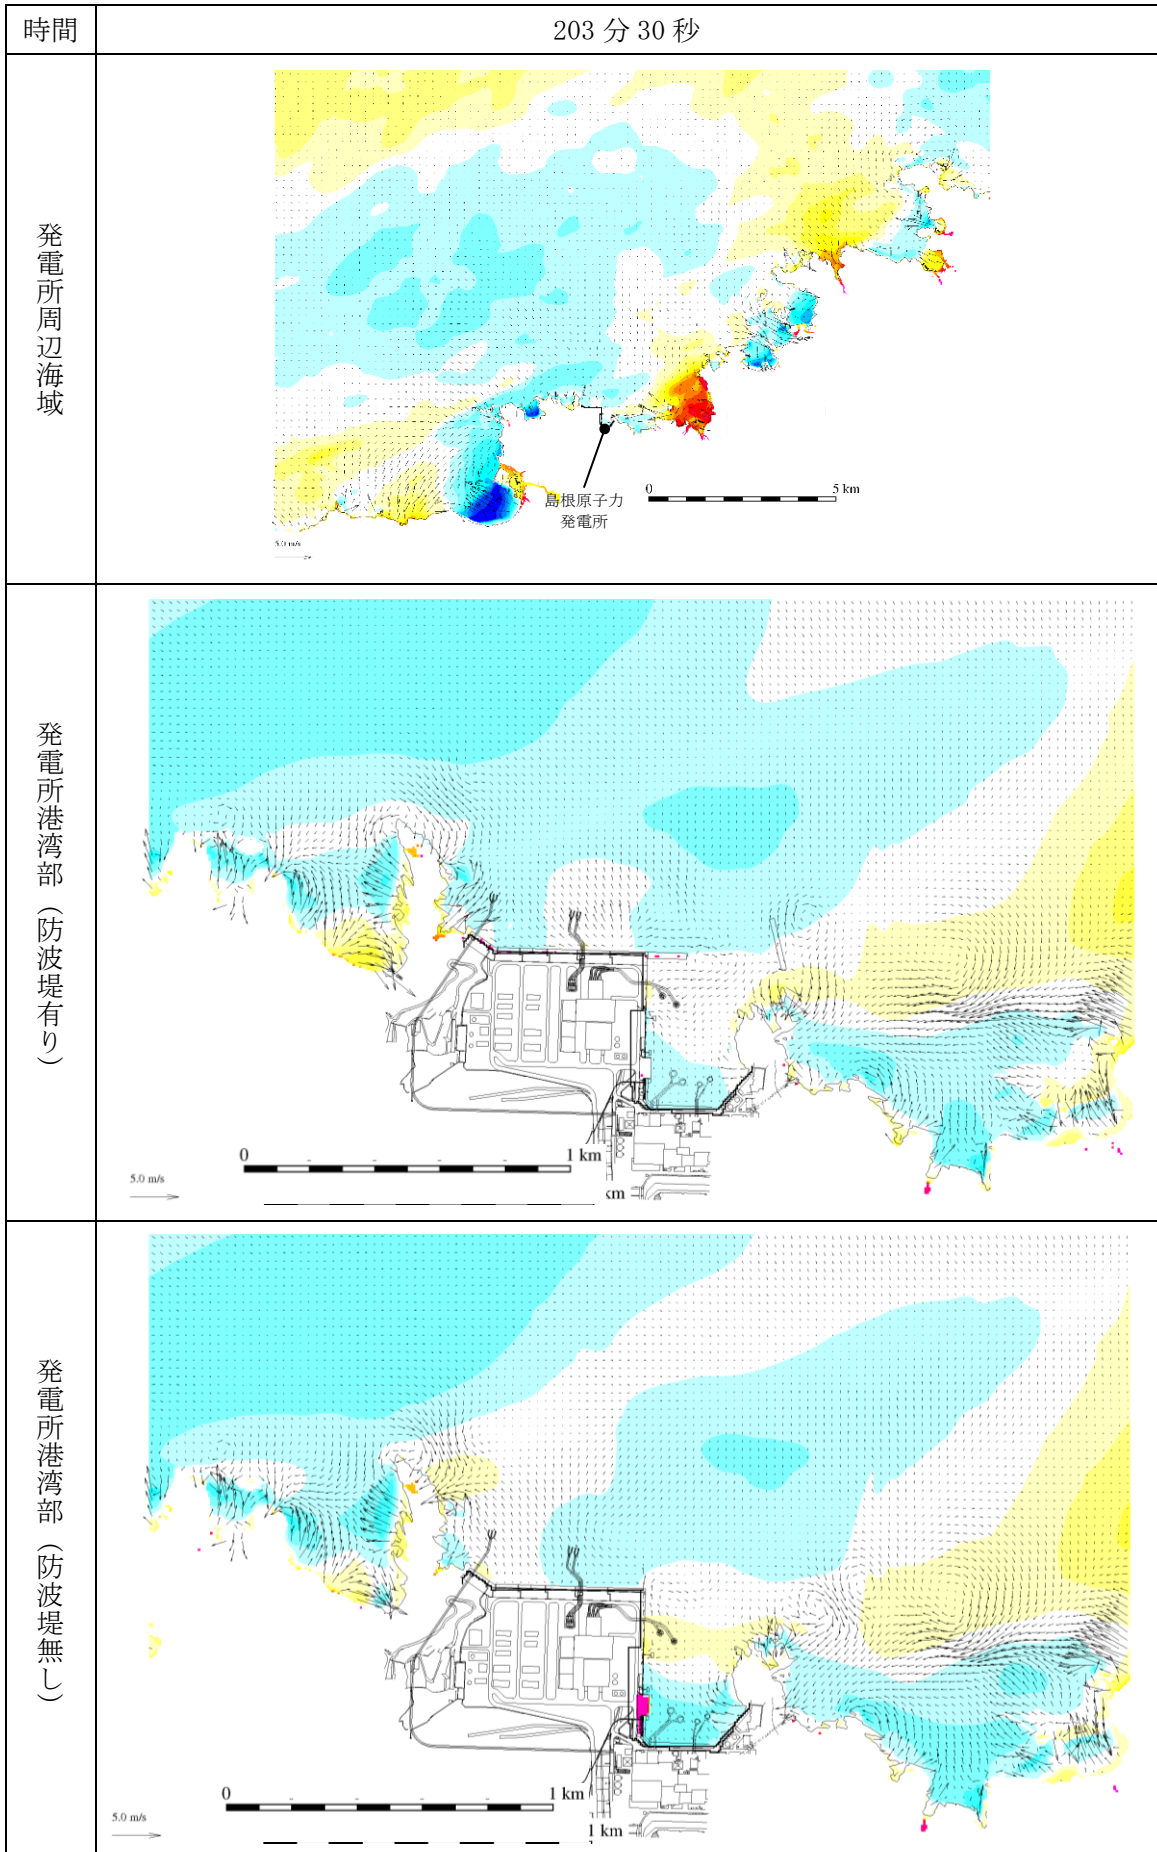 時間
203 分 30 秒
発電所周辺海域
島根原子力
発電所
0 5 km
5.0 m/s
発電所港湾部（防波堤有り）
0 1 km
km
5.0 m/s
発電所港湾部（防波堤無し）
0 1 km
1 km
5.0 m/s